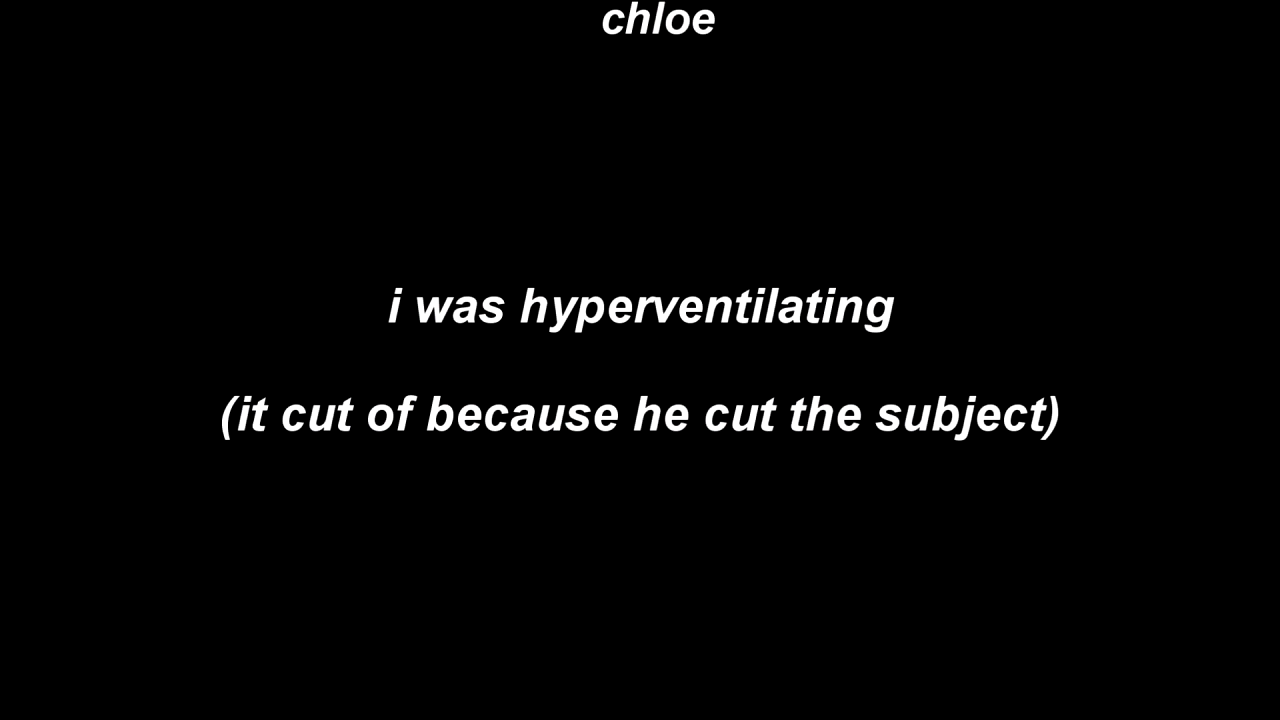 chloe
i was hyperventilating
(it cut of because he cut the subject)